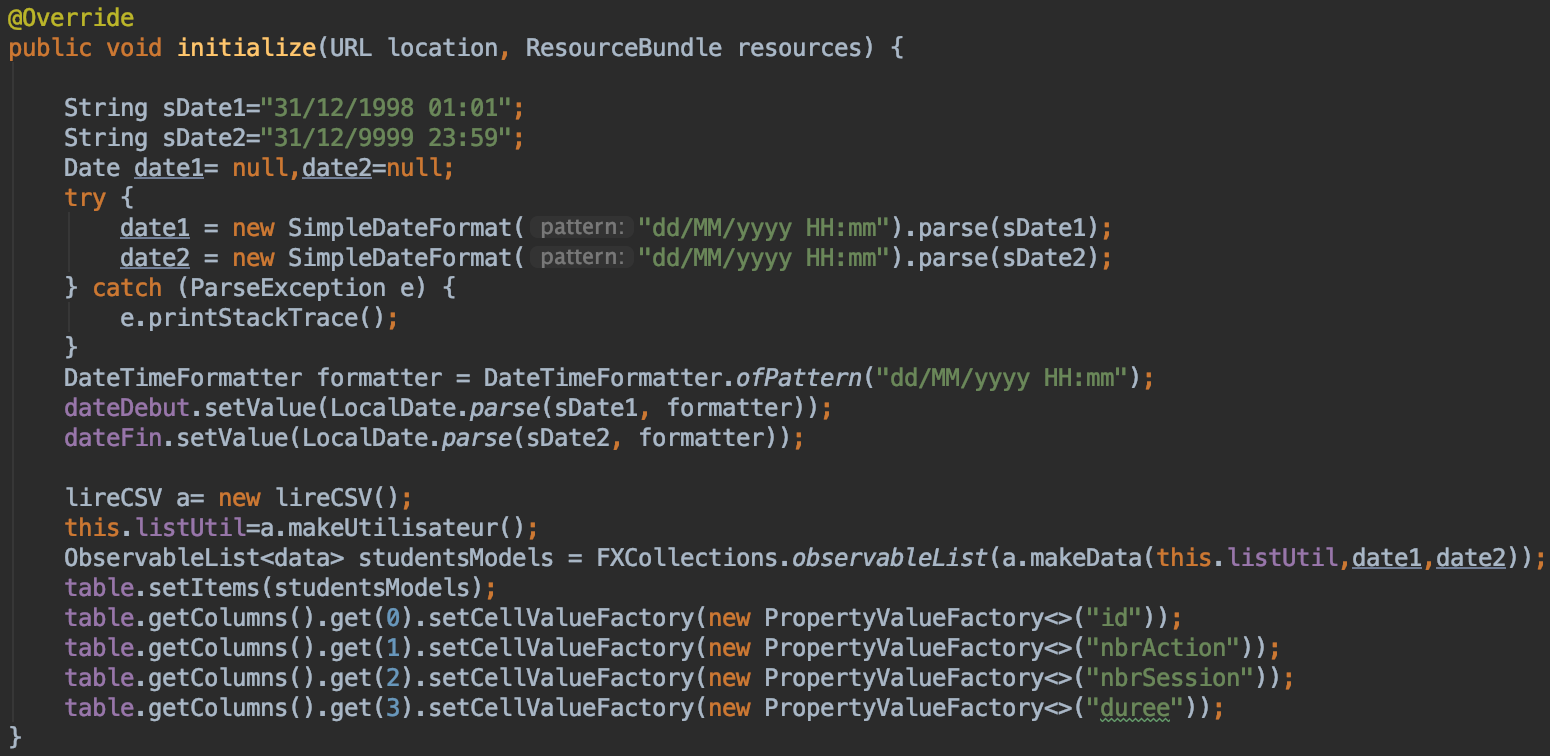 @Override
public void initialize(URL location, ResourceBundle resources) {
String sDate1="31/12/1998 01:01";
String sDate2="31/12/9999 23:59";
Date date1= null,date2=null;
try {
date1 = new SimpleDateFormat( pattern: "dd/MM/yyyy HH:mm").parse(sDate1);
date2 = new SimpleDateFormat( pattern: "dd/MM/yyyy HH:mm").parse(sDate2);
} catch (ParseException e) {
e.printStackTrace();
}
DateTimeFormatter formatter = DateTimeFormatter.ofPattern("dd/MM/yyyy HH:mm");
dateDebut.setValue(LocalDate.parse(sDate1, formatter));
dateFin.setValue(LocalDate.parse(sDate2, formatter));
lireCSV a= new lireCSV();
this.listUtil=a.makeUtilisateur();
ObservableList<data> studentsModels = FXCollections.observableList(a.makeData(this.listUtil,date1,date2));
table.setItems(studentsModels);
table.getColumns().get(0).setCellValueFactory(new PropertyValueFactory<>("id"));
table.getColumns().get(1).setCellValueFactory(new PropertyValueFactory<>("nbrAction"));
table.getColumns().get(2).setCellValueFactory(new PropertyValueFactory<>("nbrSession"));
table.getColumns().get(3).setCellValueFactory(new PropertyValueFactory<>("duree"));
}